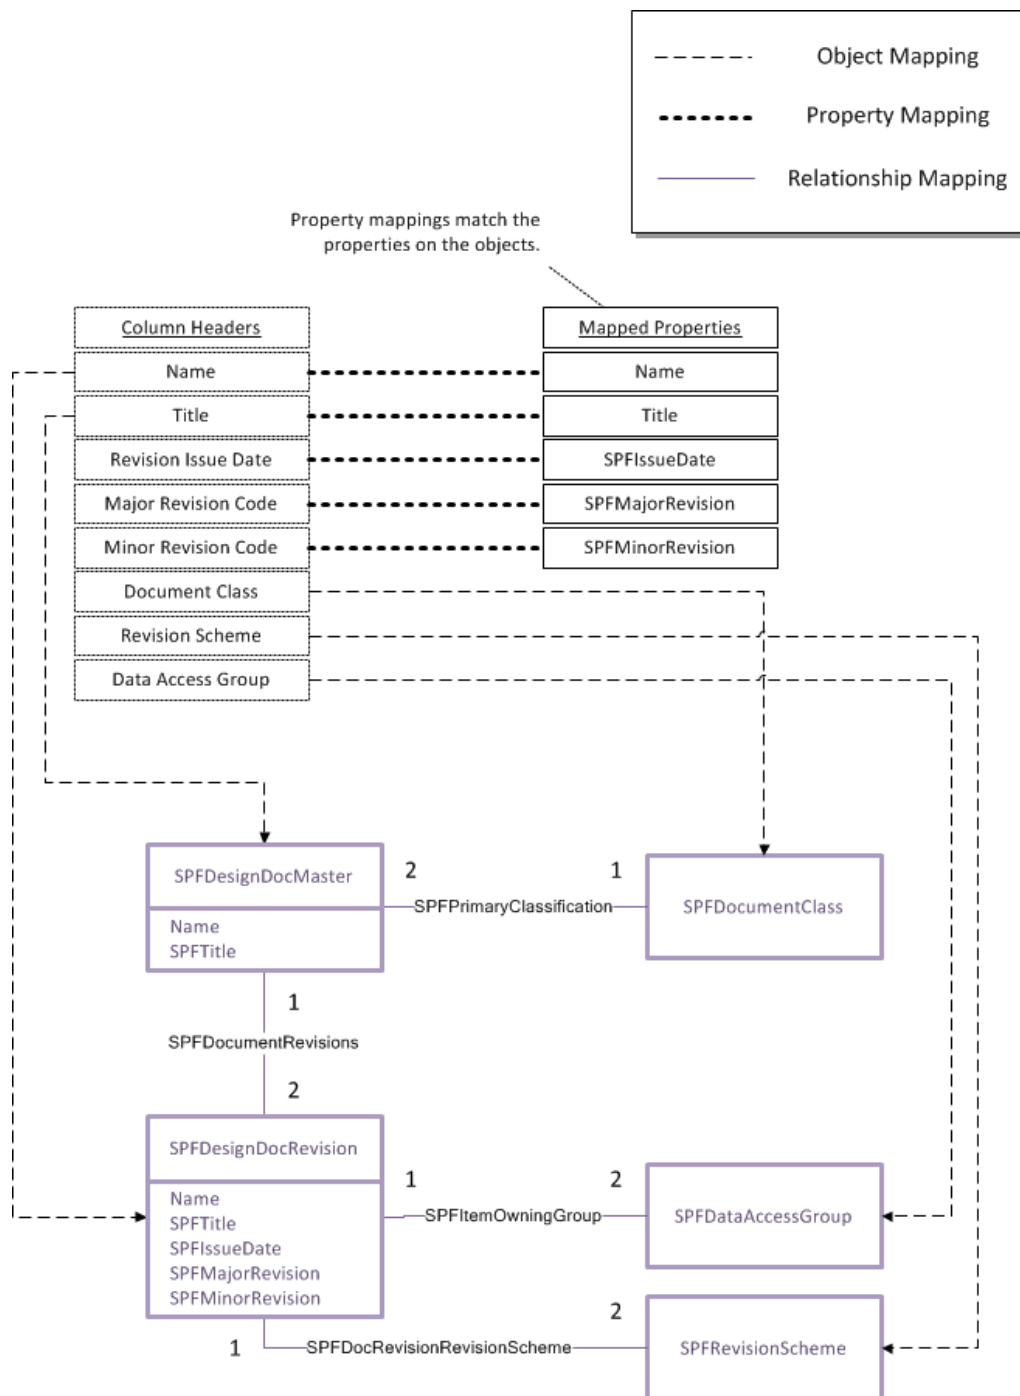 Object Mapping
Property Mapping
Relationship Mapping
Property mappings match the
properties on the objects.
Column Headers
Mapped Properties
Name
Name
Title
Title
Revision Issue Date
SPFIssueDate
Major Revision Code
SPFMajorRevision
Minor Revision Code
SPFMinorRevision
Document Class
Revision Scheme
Data Access Group
SPFDesignDocMaster
Name
SPFTitle
2
SPFPrimaryClassification
1
SPFDocumentClass
1
SPFDocumentRevisions
2
SPFDesignDocRevision
Name
SPFTitle
SPFIssueDate
SPFMajorRevision
SPFMinorRevision
1
SPFItemOwningGroup
2
SPFDataAccessGroup
1
SPFDocRevisionRevisionScheme
2
SPFRevisionScheme